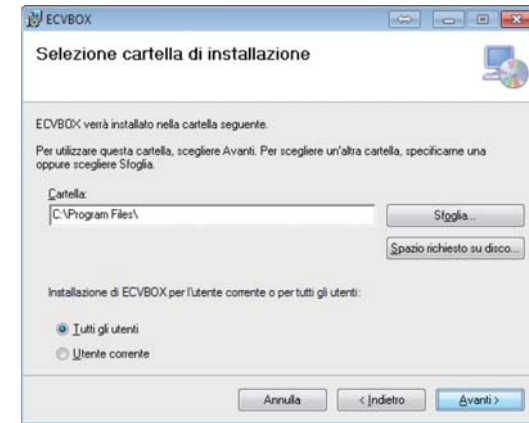 ECVBOX
Selezione cartella di installazione
ECVBOX verrà installato nella cartella seguente.
Per utilizzare questa cartella, scegliere Avanti. Per scegliere un'altra cartella, specificarne una
oppure scegliere Sfoglia.
Cartella:
C:\Program Files\
Sfoglia...
Spazio richiesto su disco...
Installazione di ECVBOX per l'utente corrente o per tutti gli utenti:
Tutti gli utenti
Utente corrente
Annulla
< Indietro
Avanti >